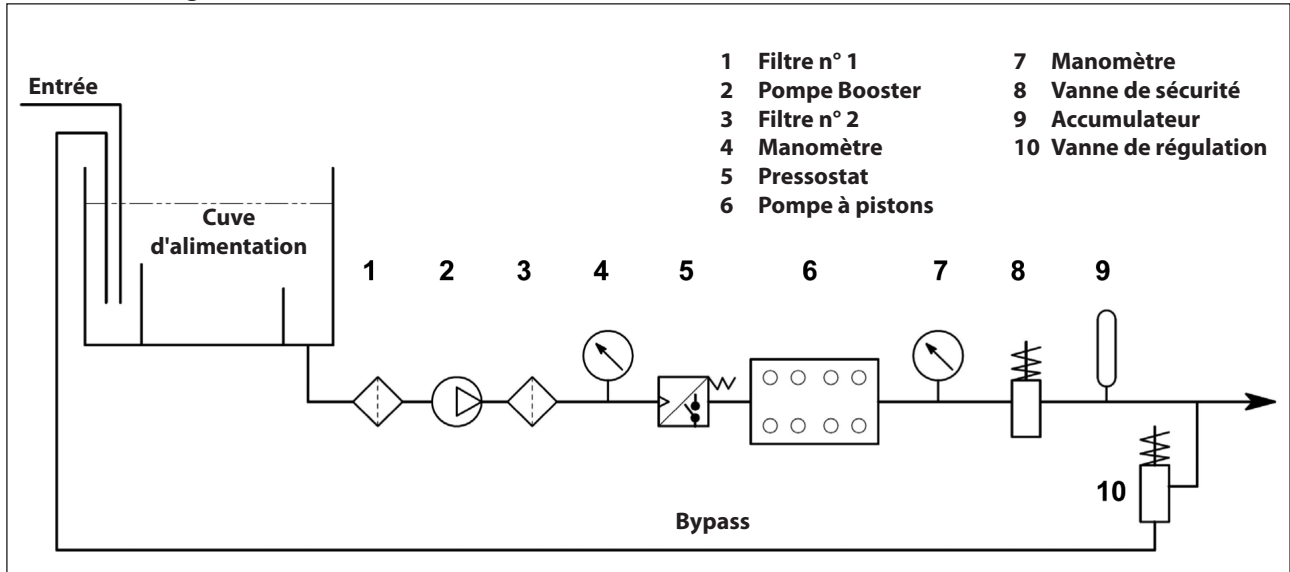 1 Filtre n° 1
2 Pompe Booster
3 Filtre n° 2
4 Manomètre
5 Pressostat
6 Pompe à pistons
7 Manomètre
8 Vanne de sécurité
9 Accumulateur
10 Vanne de régulation
Entrée
Cuve
d'alimentation
1 2 3 4 5 6 7 8 9
10
Bypass